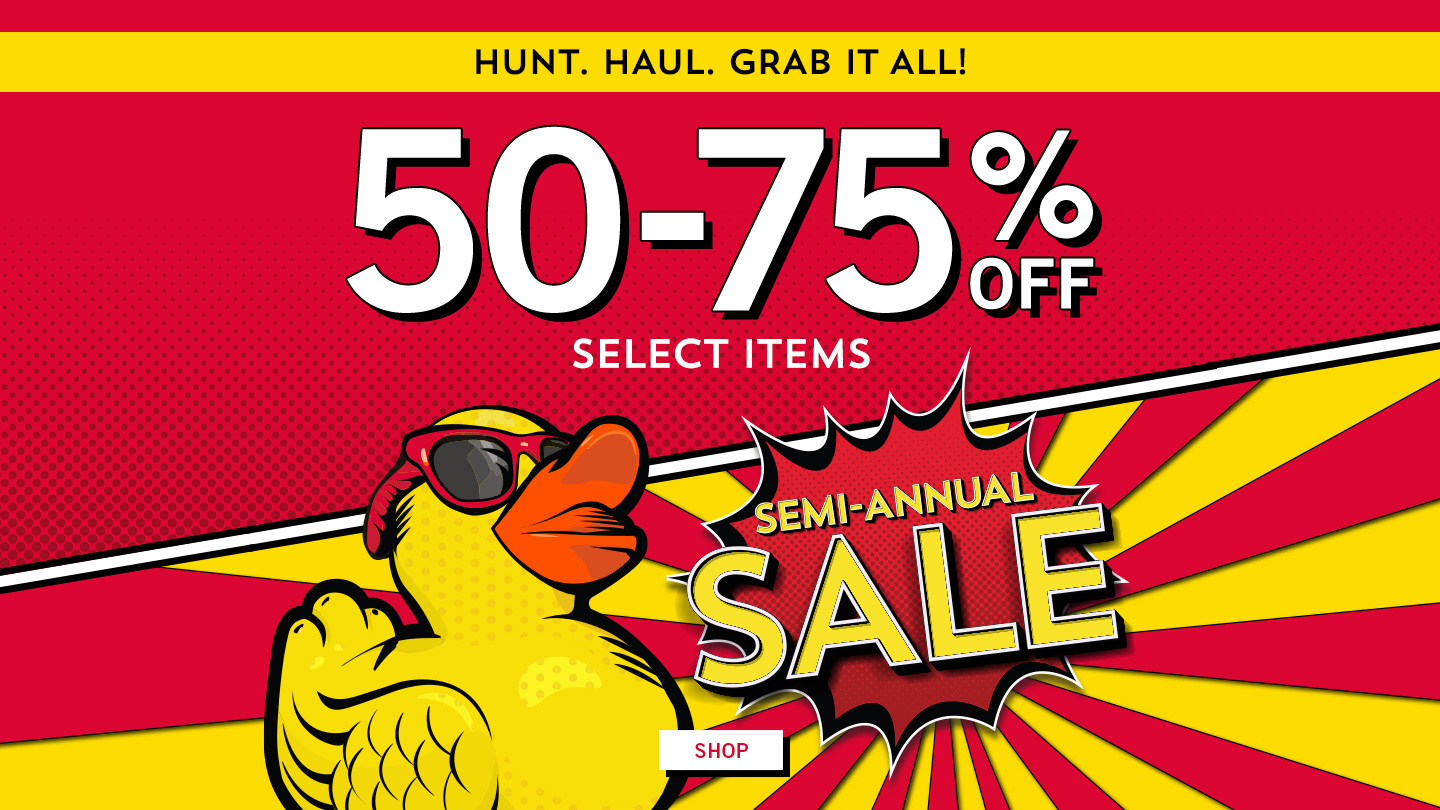 HUNT. HAUL. GRAB IT ALL!
50-75%
OFF
SELECT ITEMS
SEMI-ANNUAL
SALE
SHOP